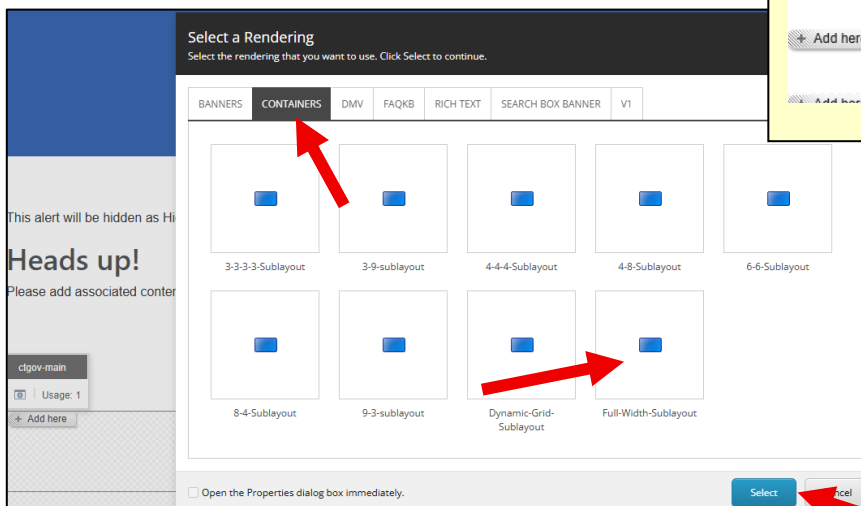 Select a Rendering
Select the rendering that you want to use. Click Select to continue.
+ Add here
BANNERS CONTAINERS DMV FAQKB RICH TEXT SEARCH BOX BANNER V1
This alert will be hidden as Hi
Heads up!
Please add associated conten
3-3-3-3-Sublayout 3-9-sublayout 4-4-4-Sublayout 4-8-Sublayout 6-6-Sublayout
ctgov-main
Usage: 1
+ Add here
8-4-Sublayout 9-3-sublayout Dynamic-Grid-Sublayout Full-Width-Sublayout
Open the Properties dialog box immediately.
Select